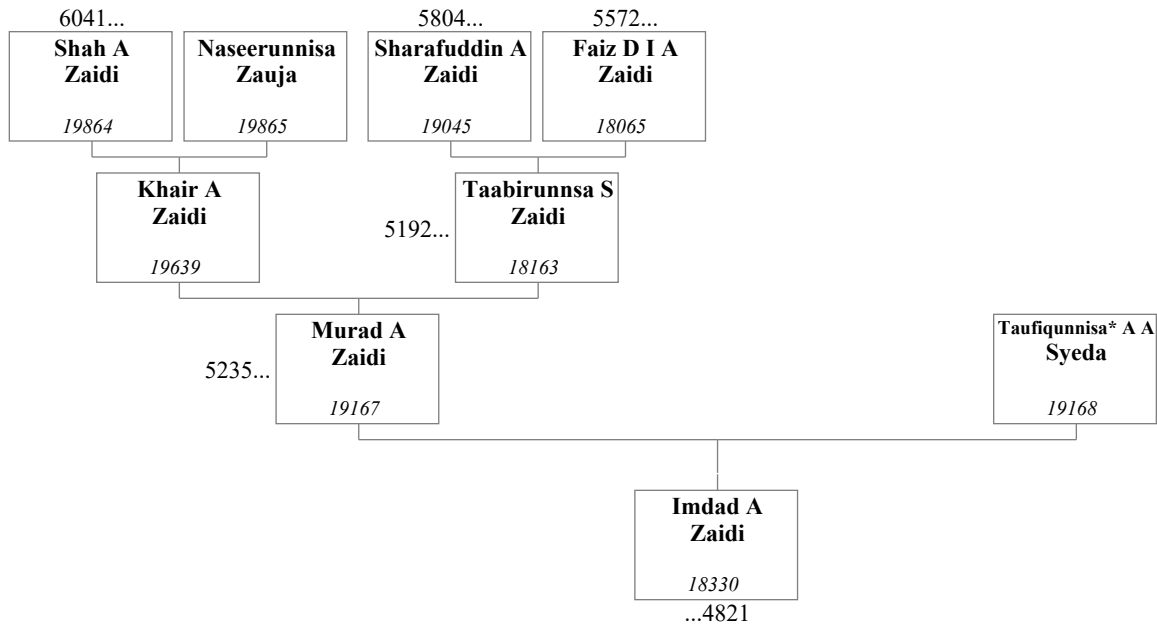 6041...
5804...
5572...
Shah A
Zaidi
19864
Naseerunnisa
Zauja
19865
Sharafuddin A
Zaidi
19045
Faiz D I A
Zaidi
18065
Khair A
Zaidi
19639
5192...
Taabirunnsa S
Zaidi
18163
5235...
Murad A
Zaidi
19167
Taufiqunnisa* A A
Syeda
19168
Imdad A
Zaidi
18330
...4821